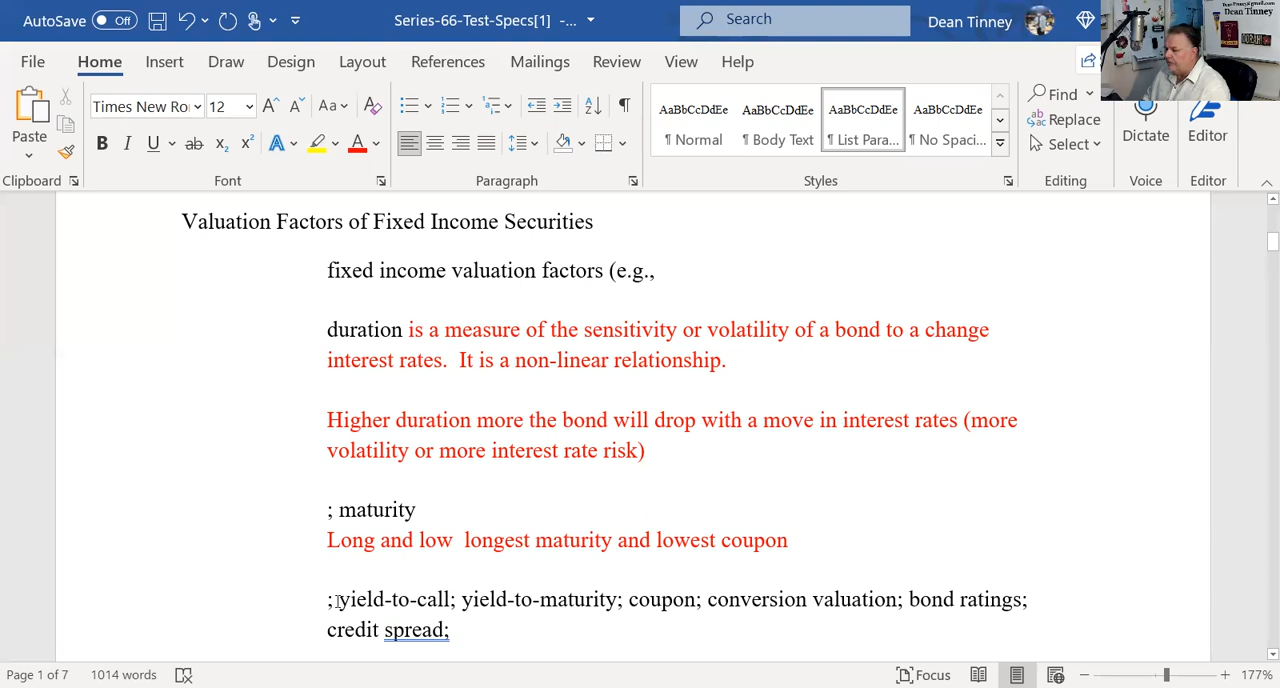 AutoSave Off Series-66-Test-Specs[1] -... Search Dean Tinney
DeanTinney@gmail.com
Dean Tinney
File Home Insert Draw Design Layout References Mailings Review View Help
Paste
Times New Ro 12
Aa
AaBbCcDdEe AaBbCcDdEe AaBbCcDdEe AaBbCcDdEe
¶ Normal ¶ Body Text ¶ List Para... ¶ No Spaci...
Find
Replace
Select
Dictate
Editor
Clipboard Font Paragraph Styles Editing Voice Editor
Valuation Factors of Fixed Income Securities
fixed income valuation factors (e.g.,
duration is a measure of the sensitivity or volatility of a bond to a change
interest rates. It is a non-linear relationship.
Higher duration more the bond will drop with a move in interest rates (more
volatility or more interest rate risk)
; maturity
Long and low longest maturity and lowest coupon
; yield-to-call; yield-to-maturity; coupon; conversion valuation; bond ratings;
credit spread;
Page 1 of 7 1014 words Focus 177%